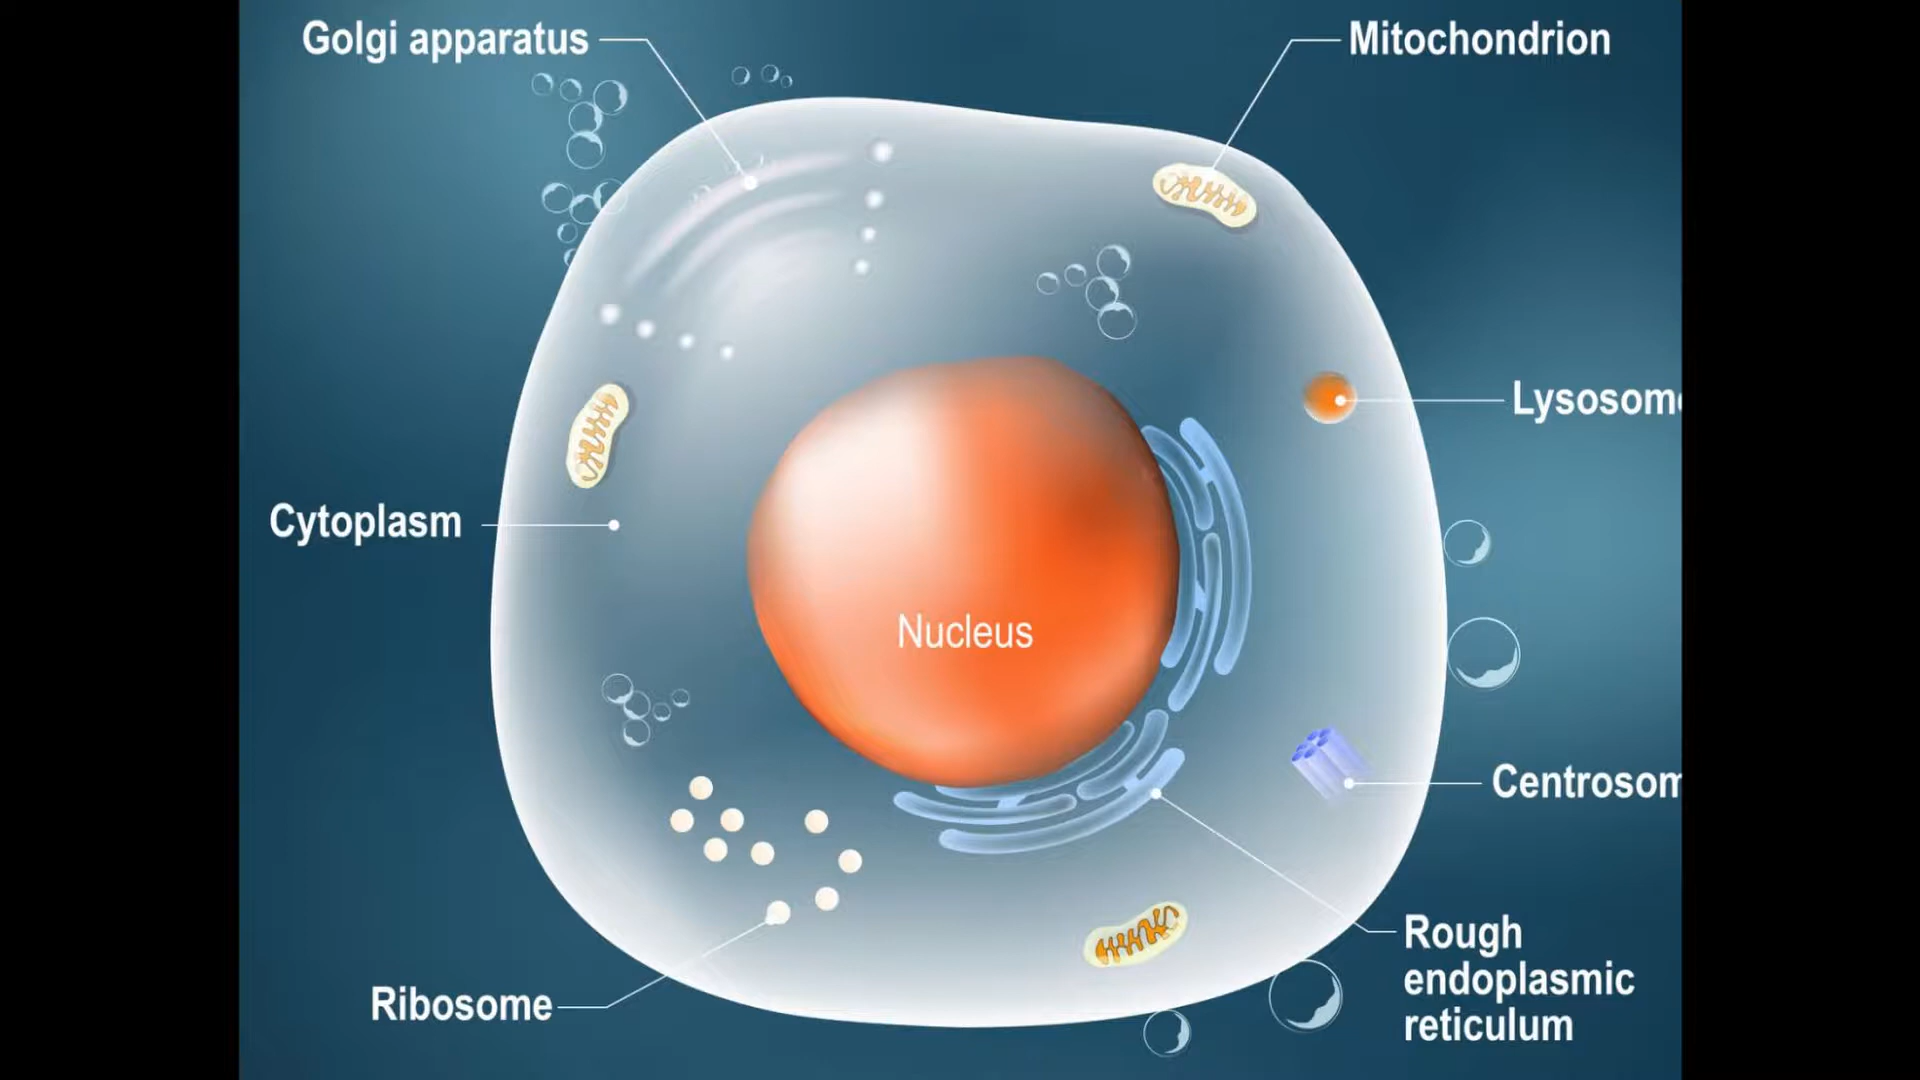 Golgi apparatus
Mitochondrion
Lysosom
Cytoplasm
Nucleus
Centrosom
Rough
endoplasmic
reticulum
Ribosome